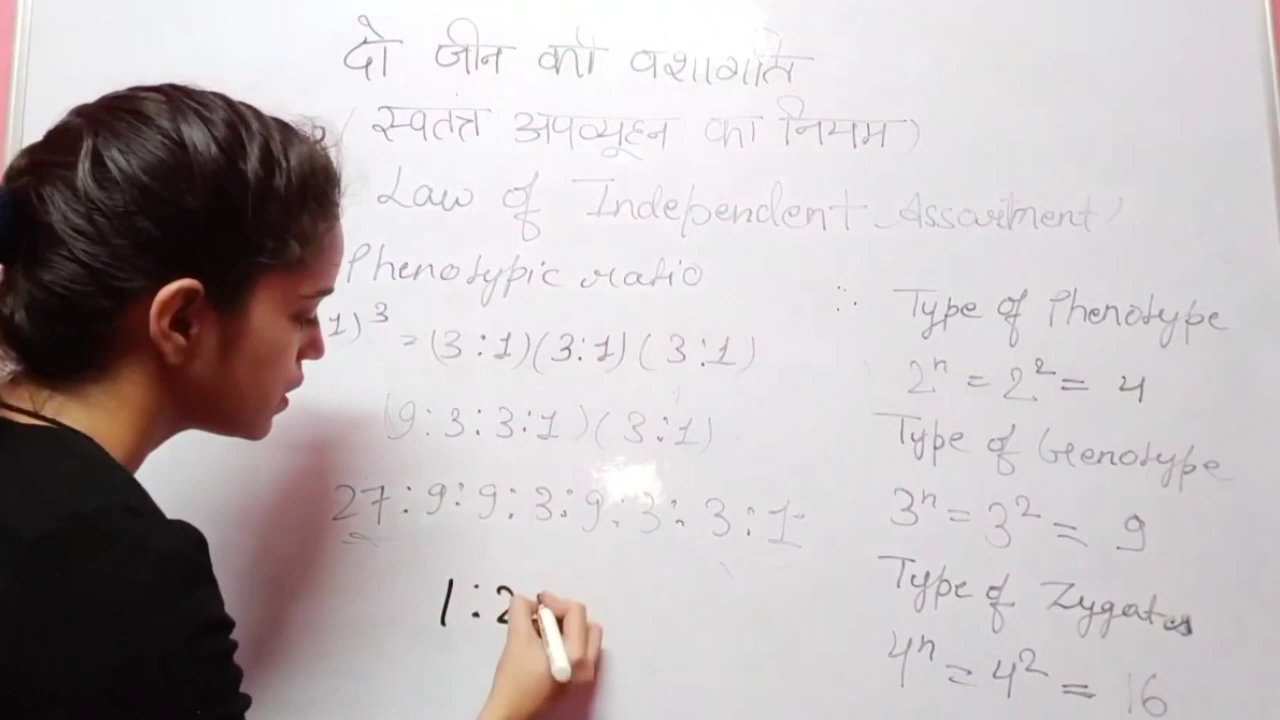 दो जीन की वंशागति
( स्वतंत्र अपव्यूहन का नियम )
Law of Independent Assortment )
Phenotypic ratio
1)³ = (3:1)(3:1)(3:1)
(9:3:3:1)(3:1)
27:9:9:3:9:3:3:1
1:2
∴ Type of Phenotype
2ⁿ = 2² = 4
Type of Genotype
3ⁿ = 3² = 9
Type of Zygates
4ⁿ = 4² = 16